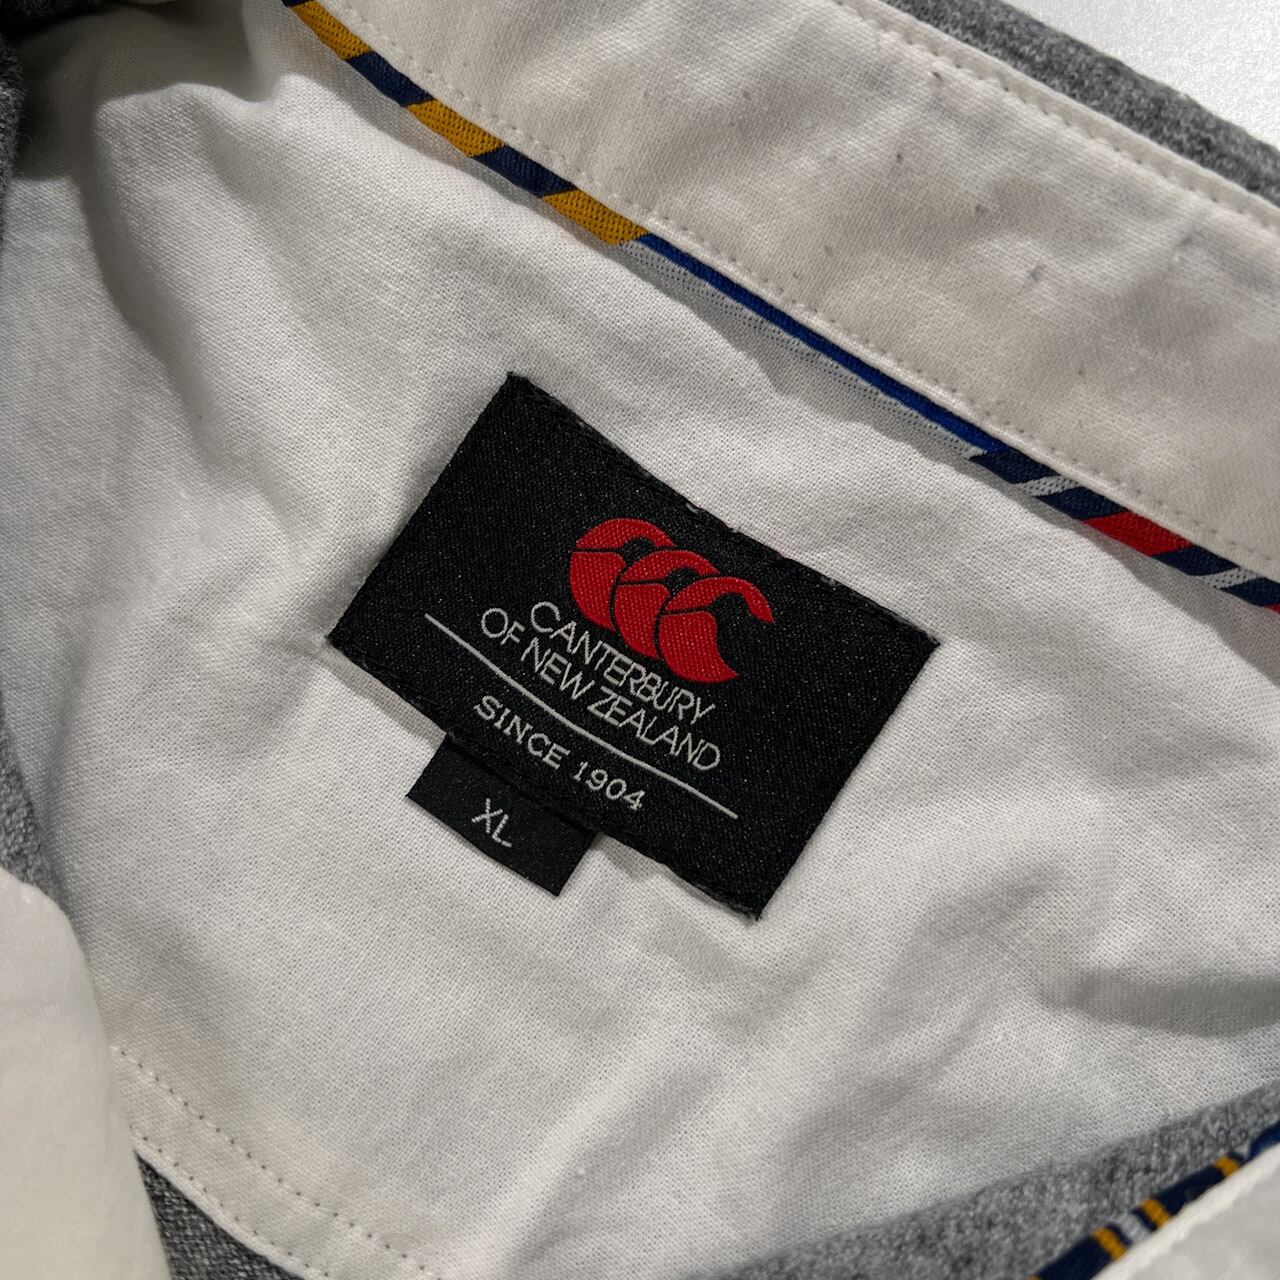 CANTERBURY
OF NEW ZEALAND
SINCE 1904
XL